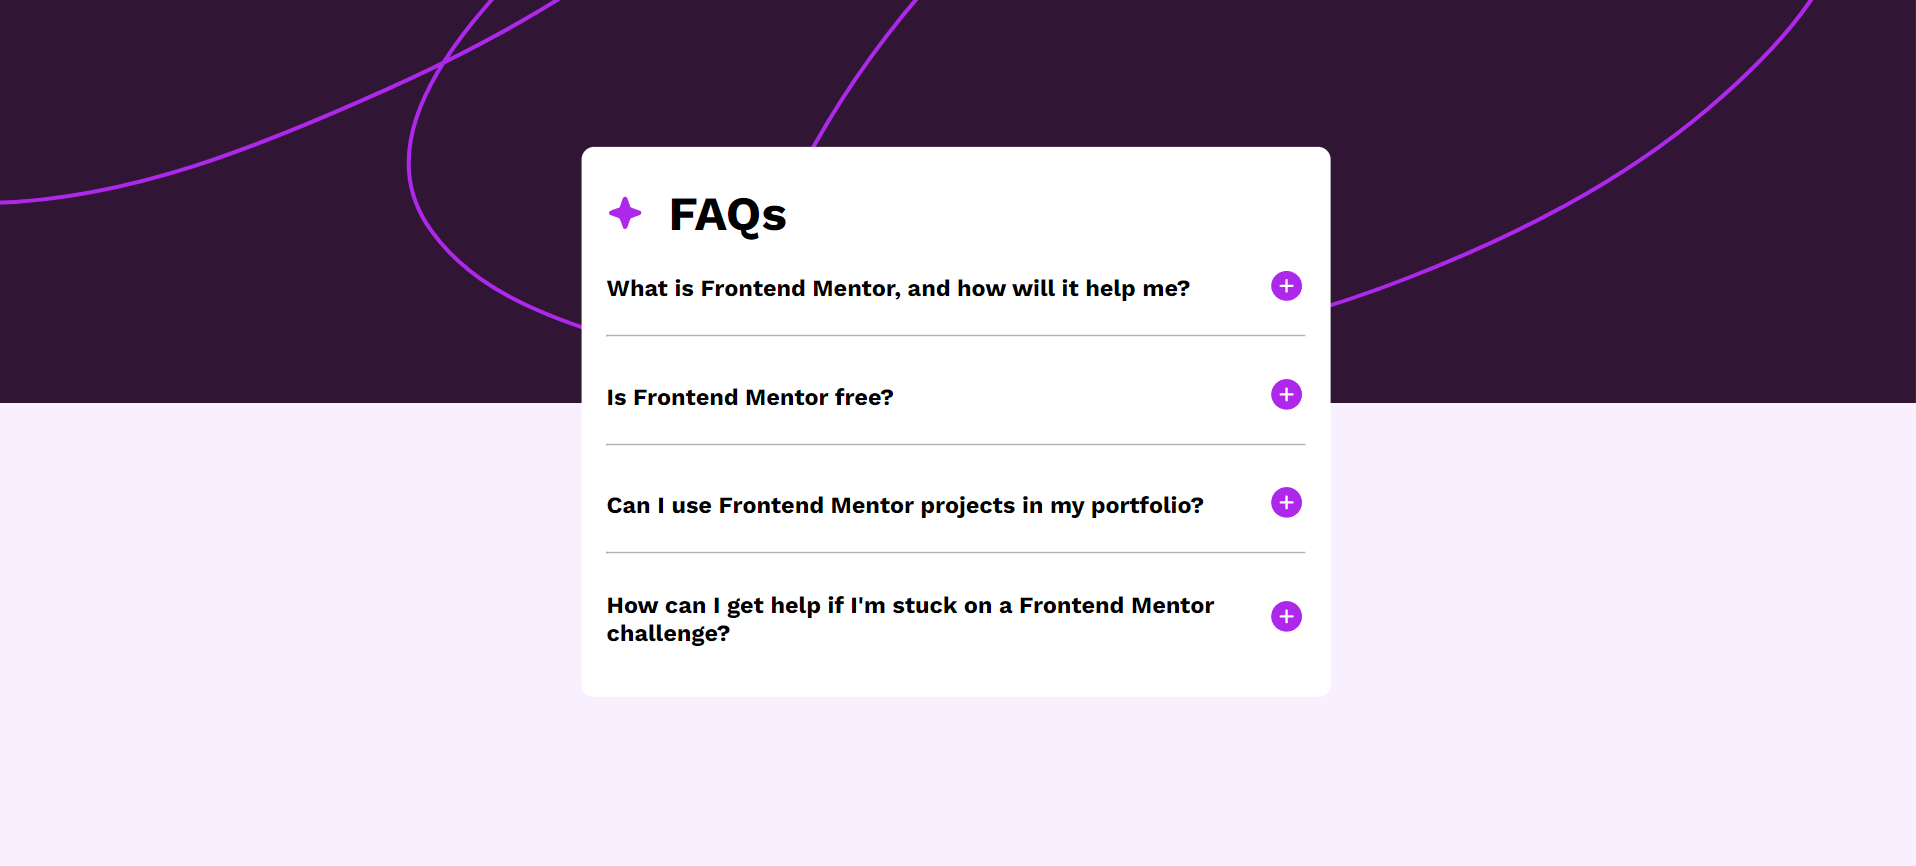 FAQs
What is Frontend Mentor, and how will it help me?
Is Frontend Mentor free?
Can I use Frontend Mentor projects in my portfolio?
How can I get help if I'm stuck on a Frontend Mentor
challenge?